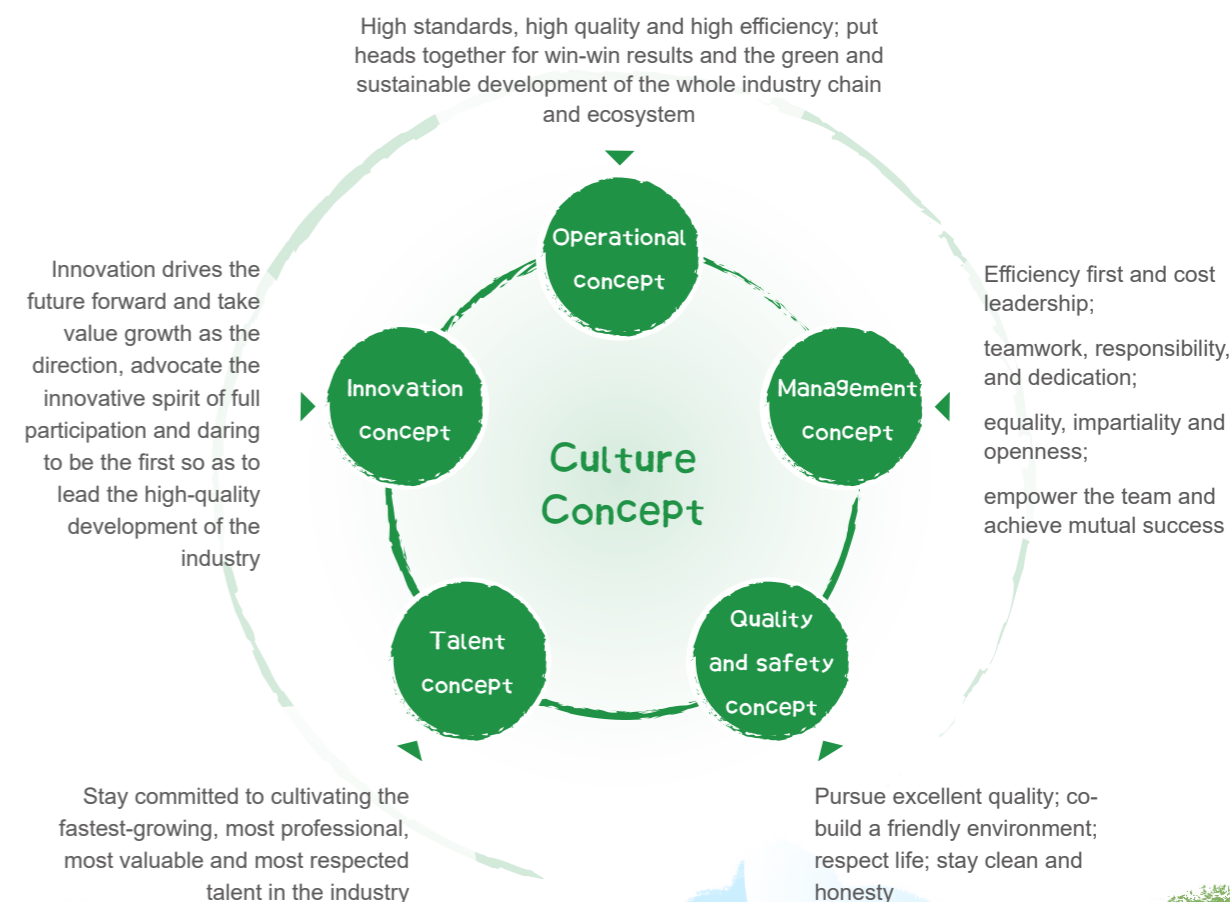 High standards, high quality and high efficiency; put
heads together for win-win results and the green and
sustainable development of the whole industry chain
and ecosystem
Operational
concept
Innovation drives the
future forward and take
value growth as the
direction, advocate the
innovative spirit of full
participation and daring
to be the first so as to
lead the high-quality
development of the
industry
Innovation
concept
Management
concept
Efficiency first and cost
leadership;
teamwork, responsibility,
and dedication;
equality, impartiality and
openness;
empower the team and
achieve mutual success
Culture
Concept
Talent
concept
Quality
and safety
concept
Stay committed to cultivating the
fastest-growing, most professional,
most valuable and most respected
talent in the industry
Pursue excellent quality; co-
build a friendly environment;
respect life; stay clean and
honesty